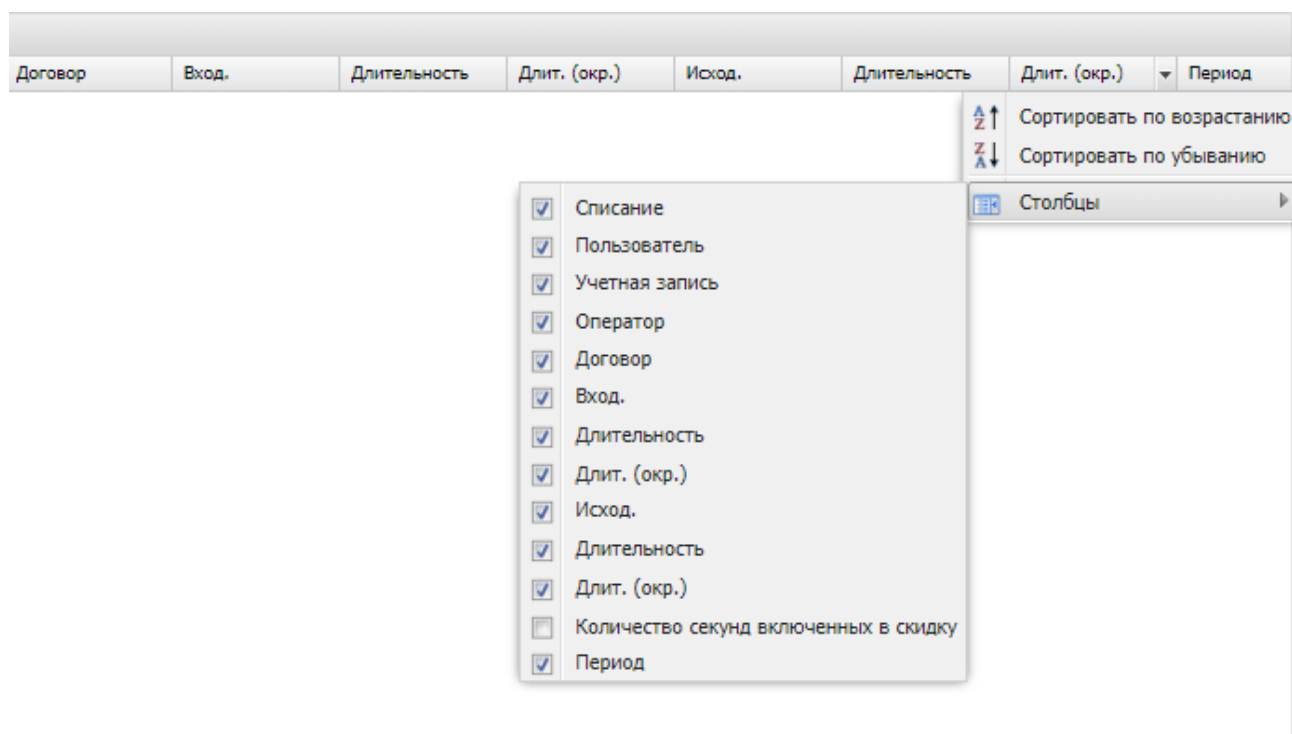 Договор Вход. Длительность Длит. (окр.) Исход. Длительность Длит. (окр.) Период
Сортировать по возрастанию
Сортировать по убыванию
Столбцы
Списание
Пользователь
Учетная запись
Оператор
Договор
Вход.
Длительность
Длит. (окр.)
Исход.
Длительность
Длит. (окр.)
Количество секунд включенных в скидку
Период